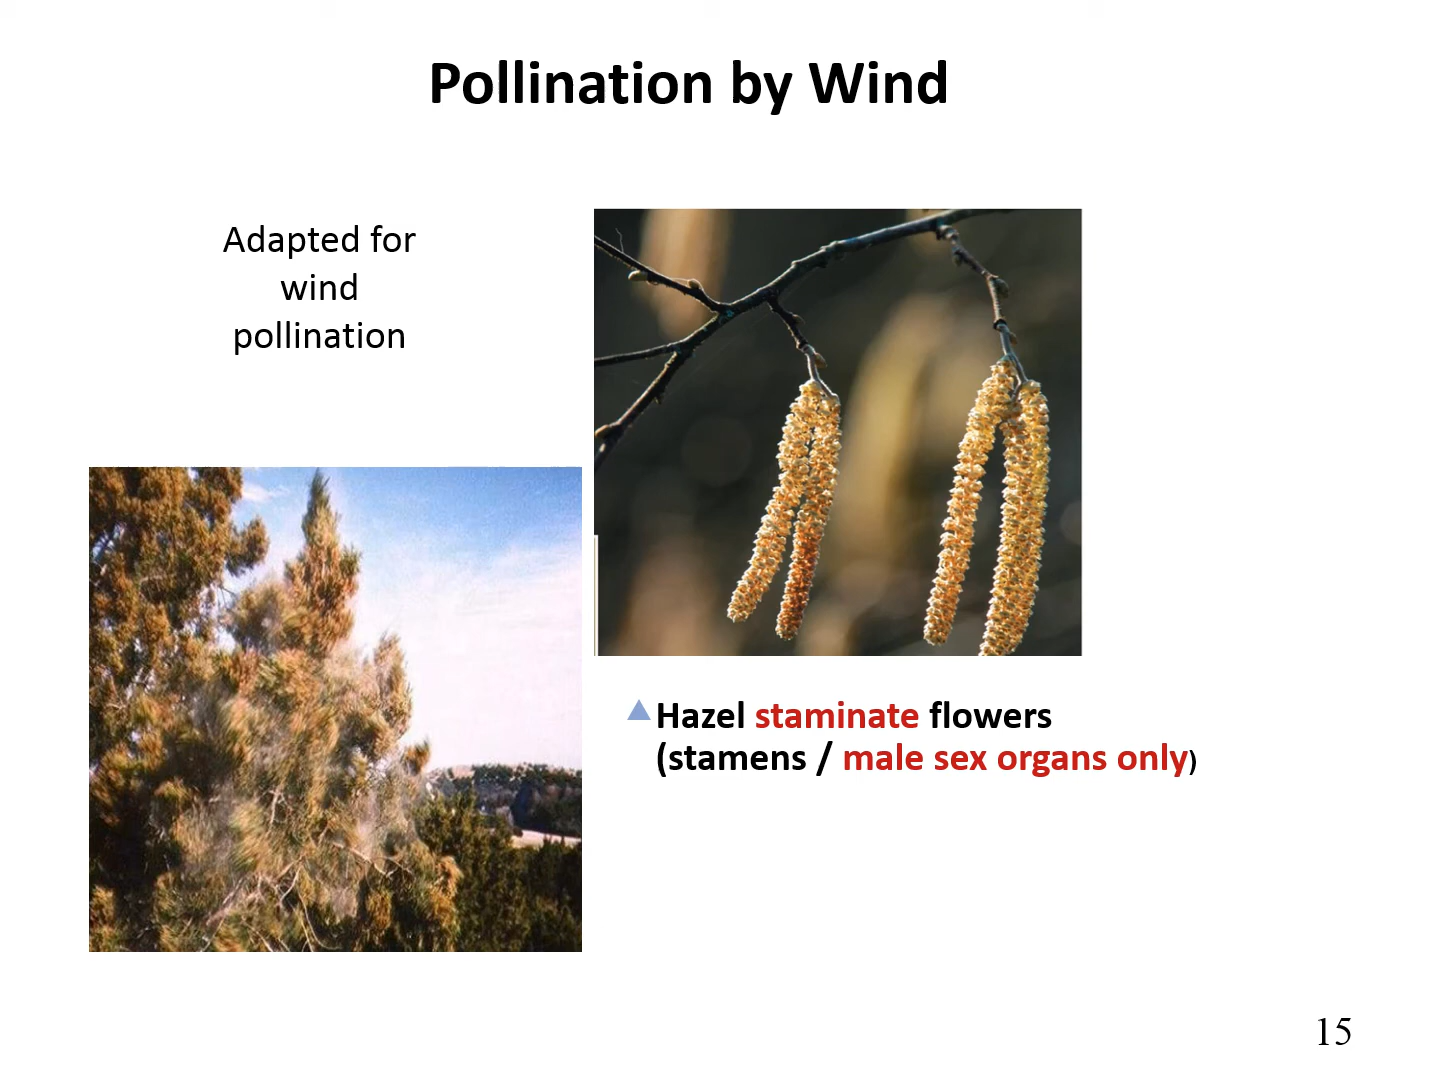 Pollination by Wind
Adapted for
wind
pollination
Hazel staminate flowers
(stamens / male sex organs only)
15